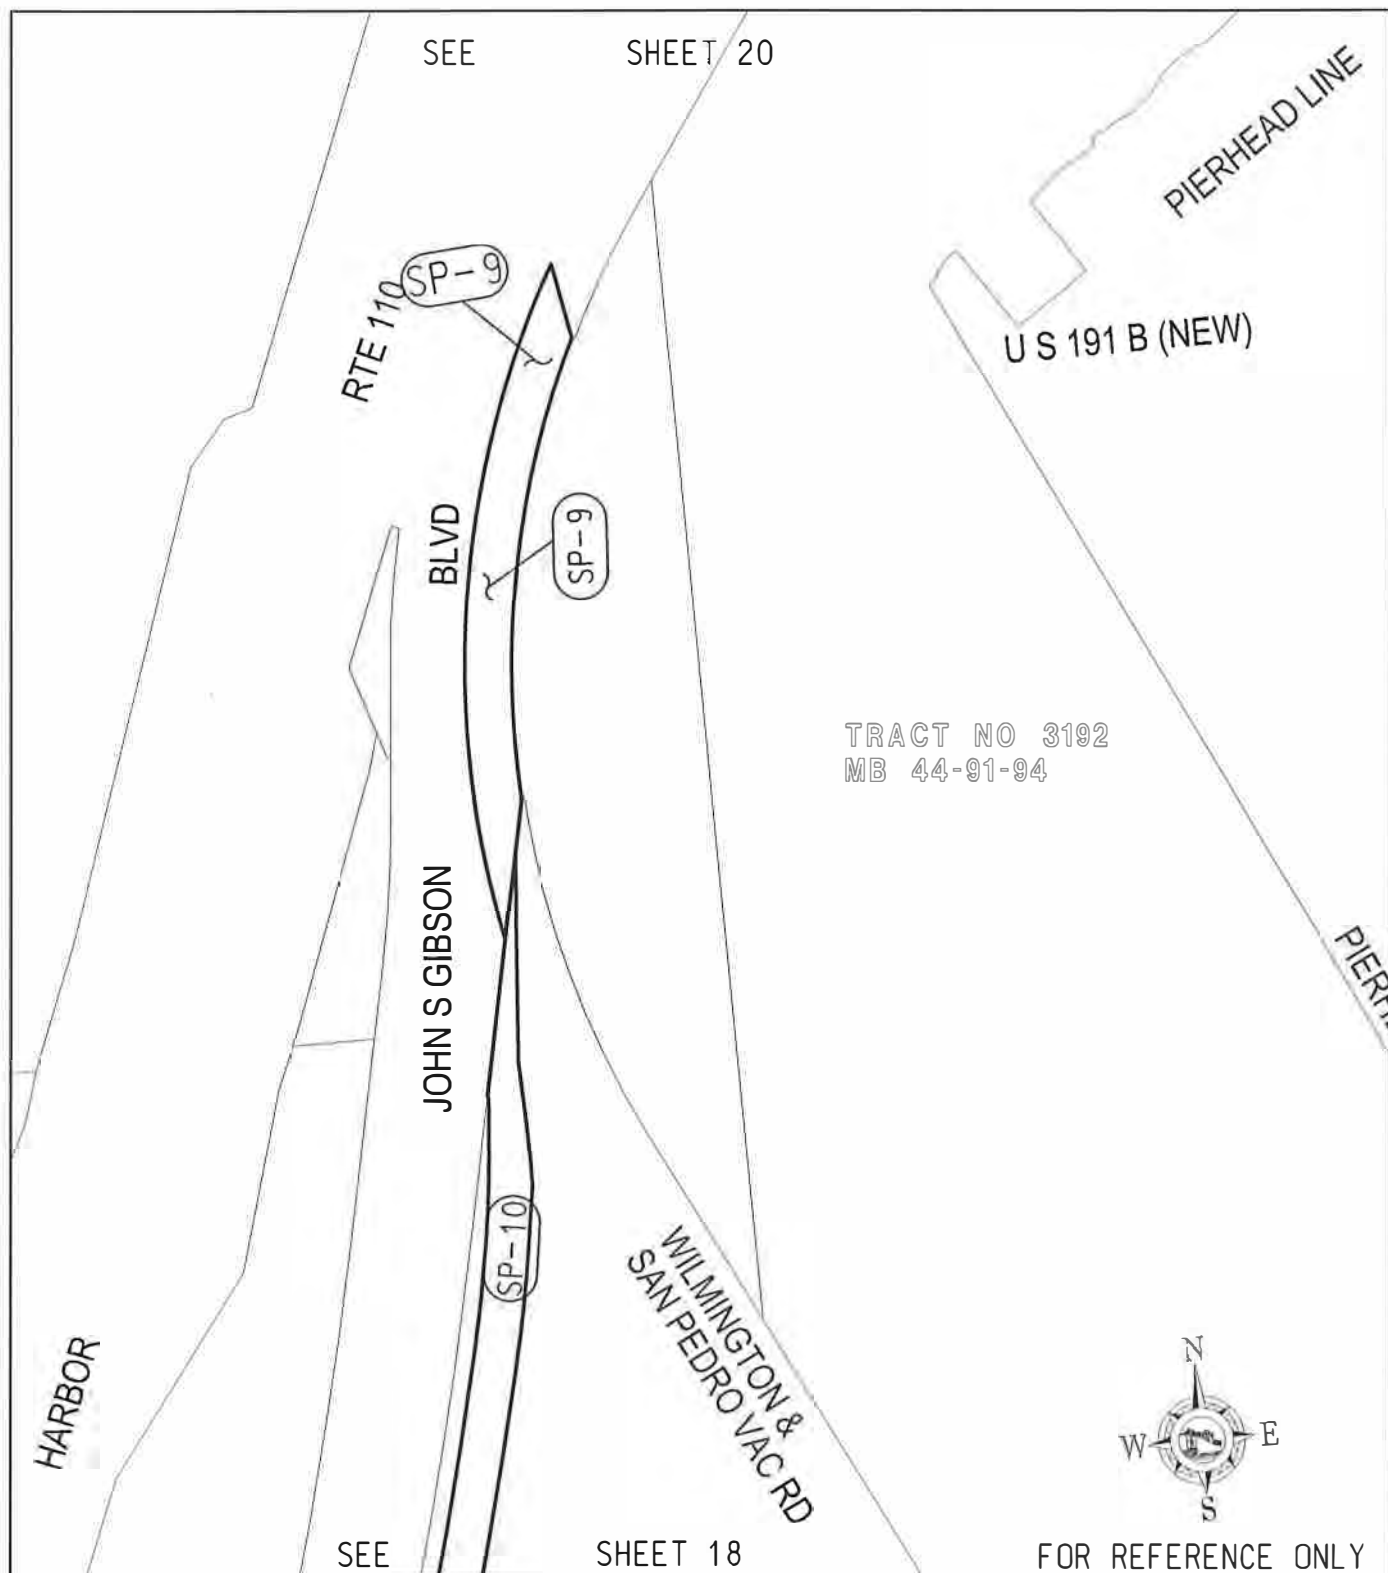 SEE SHEET 20
PIERHEAD LINE
SP-9
RTE 110
U S 191 B (NEW)
BLVD
SP-9
TRACT NO 3192
MB 44-91-94
JOHN S GIBSON
SP-10
WILMINGTON &
SAN PEDRO VAC RD
HARBOR
N
W E
S
SEE SHEET 18
FOR REFERENCE ONLY